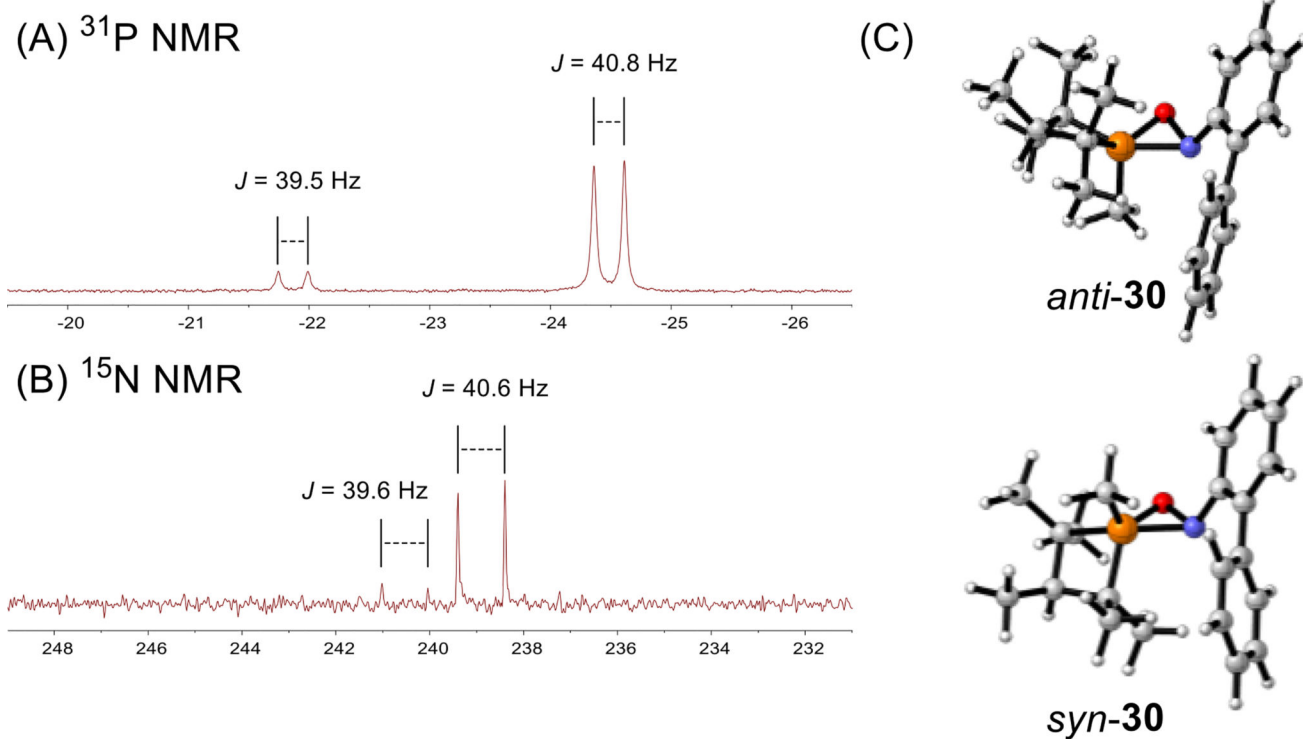 (A) ³¹P NMR
J = 40.8 Hz
J = 39.5 Hz
-20 -21 -22 -23 -24 -25 -26
(B) ¹⁵N NMR
J = 40.6 Hz
J = 39.6 Hz
248 246 244 242 240 238 236 234 232
(C)
anti-30
syn-30